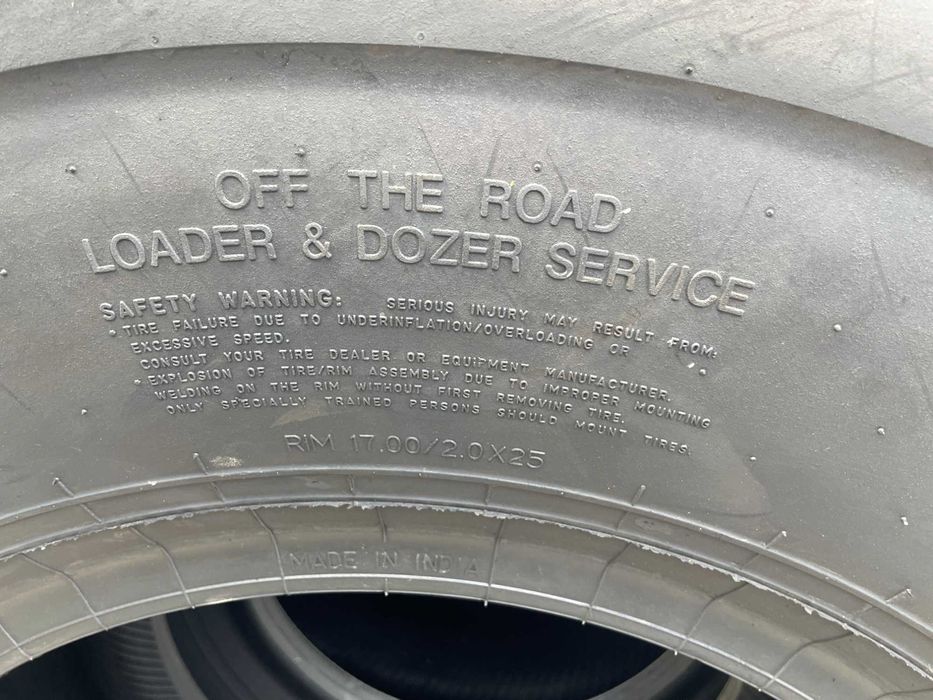 OFF THE ROAD
LOADER & DOZER SERVICE
SAFETY WARNING: SERIOUS INJURY MAY RESULT FROM:
• TIRE FAILURE DUE TO UNDERINFLATION/OVERLOADING OR
EXCESSIVE SPEED.
CONSULT YOUR TIRE DEALER OR EQUIPMENT MANUFACTURER.
• EXPLOSION OF TIRE/RIM ASSEMBLY DUE TO IMPROPER MOUNTING
WELDING ON THE RIM WITHOUT FIRST REMOVING TIRE.
ONLY SPECIALLY TRAINED PERSONS SHOULD MOUNT TIRES.
RIM 17.00/2.0X25
MADE IN INDIA